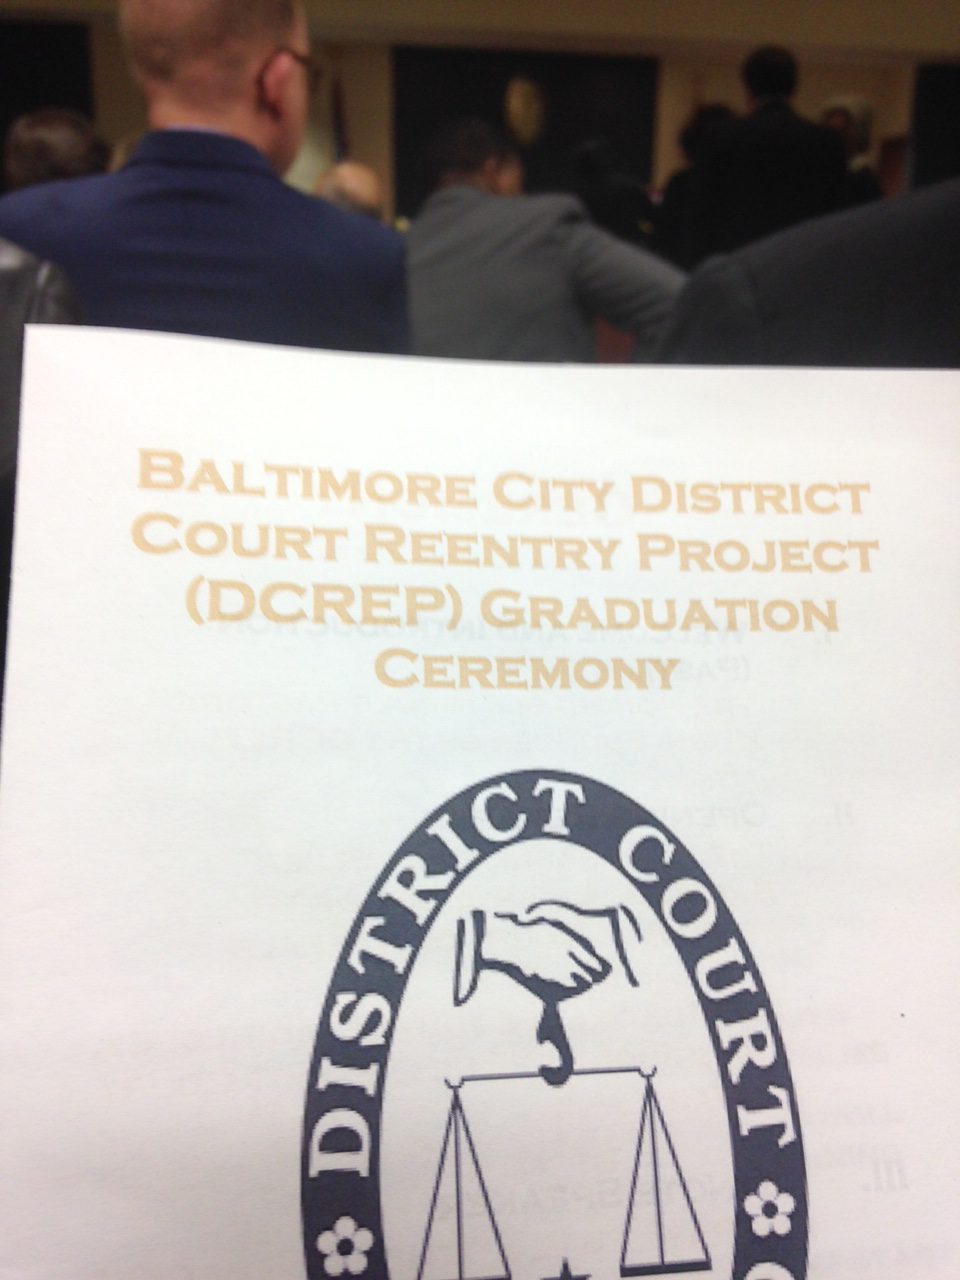 BALTIMORE CITY DISTRICT
COURT REENTRY PROJECT
(DCREP) GRADUATION
CEREMONY
DISTRICT COURT